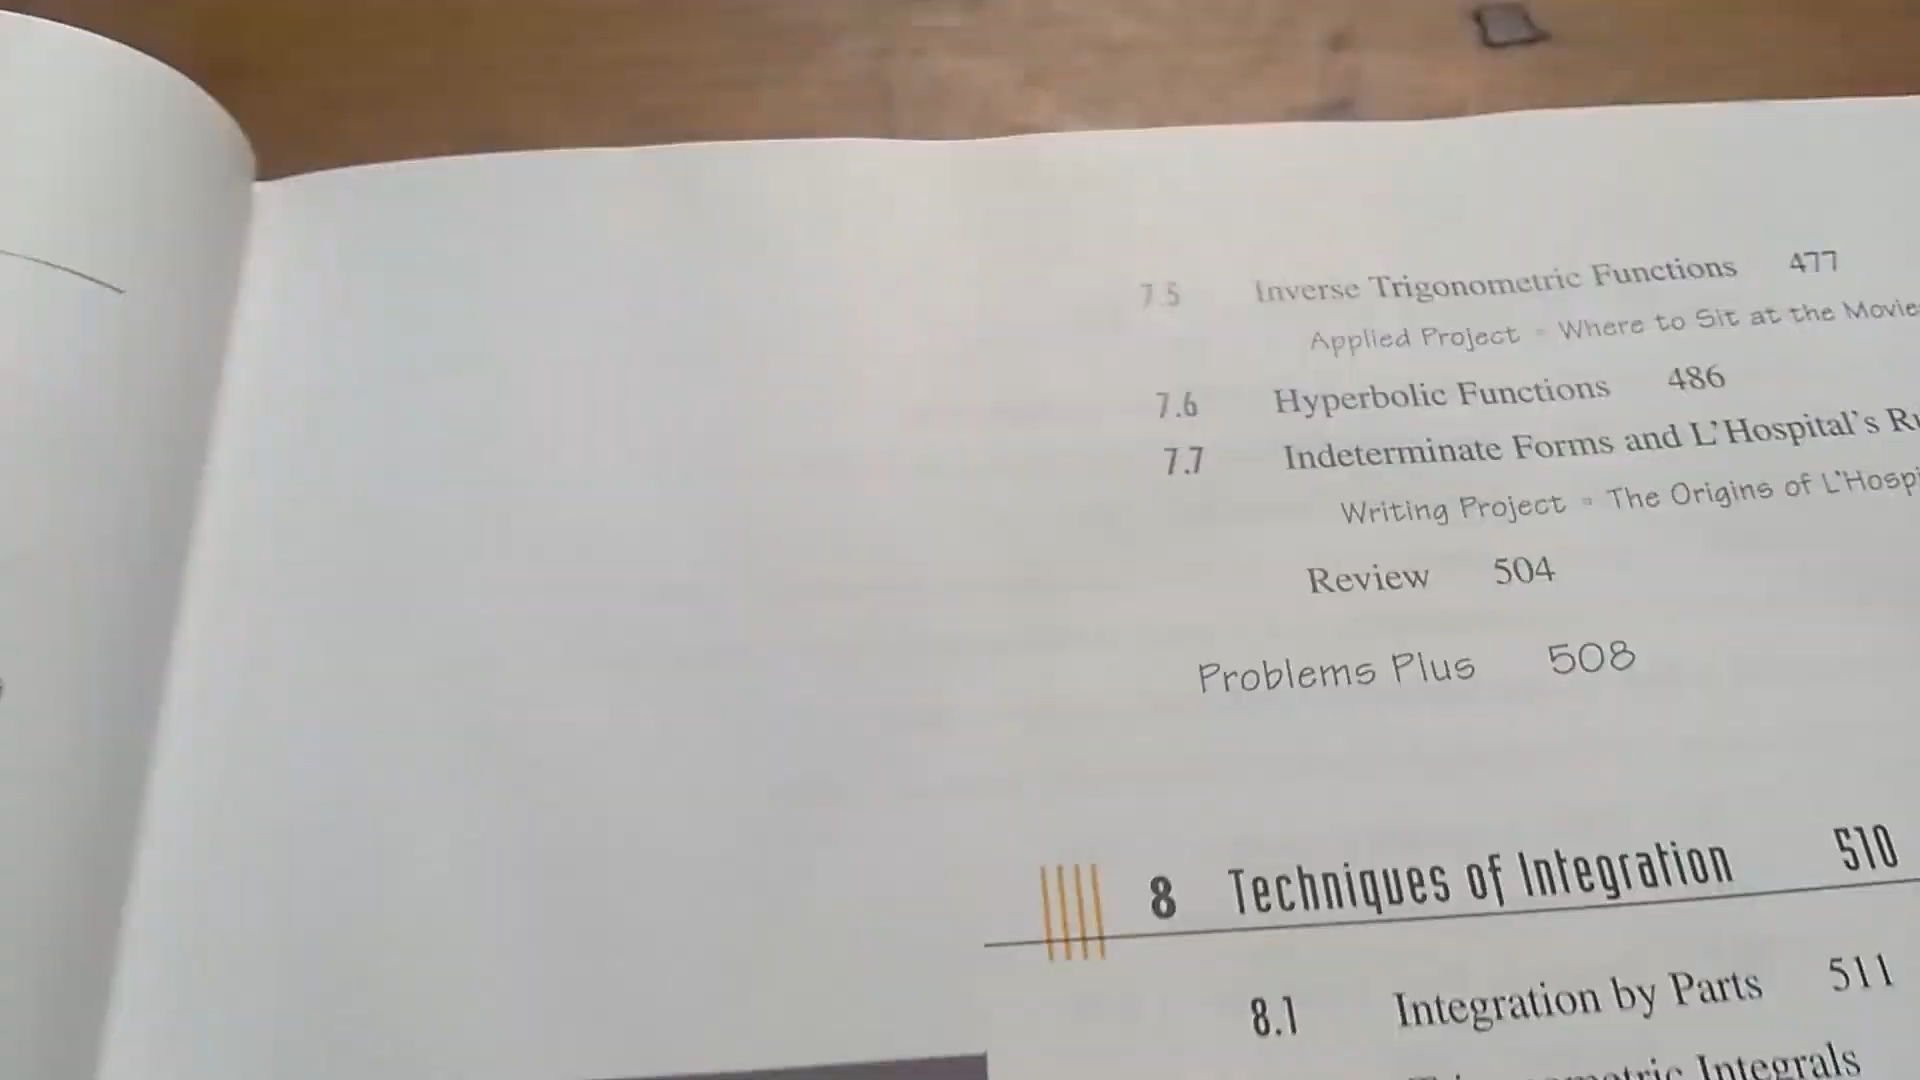 7.5 Inverse Trigonometric Functions 477
Applied Project Where to Sit at the
7.6 Hyperbolic Functions 486
7.7 Indeterminate Forms and L'Hospital's
Writing Project The Origins of
Review 504
Problems Plus 508
8 Techniques of Integration 510
8.1 Integration by Parts 511
Integrals